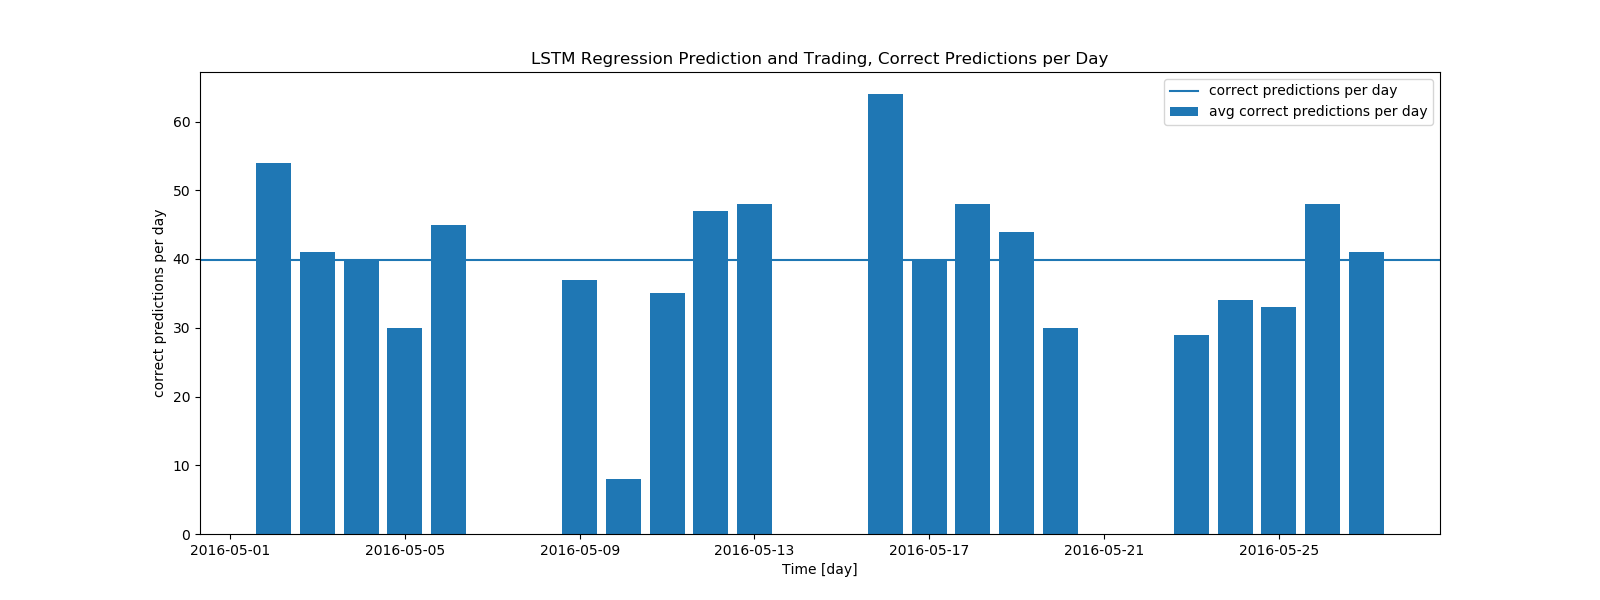 LSTM Regression Prediction and Trading, Correct Predictions per Day
correct predictions per day
avg correct predictions per day
correct predictions per day
60
50
40
30
20
10
0
2016-05-01 2016-05-05 2016-05-09 2016-05-13 2016-05-17 2016-05-21 2016-05-25
Time [day]